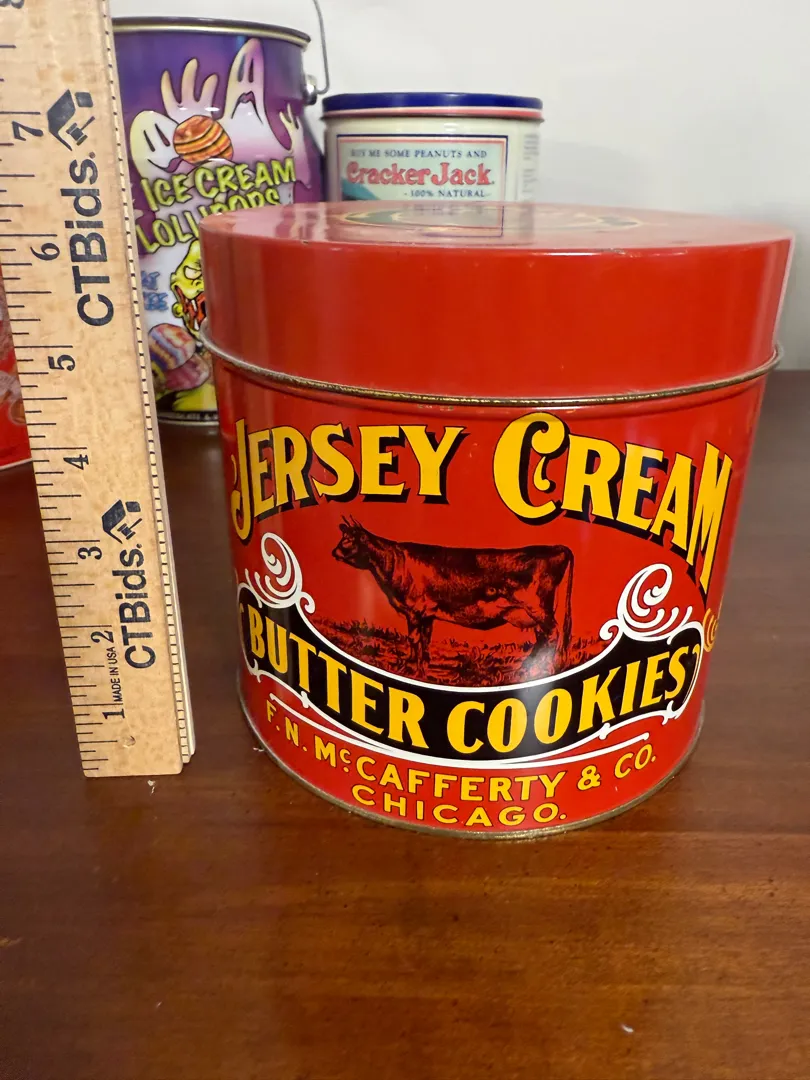 8
7
6
5
4
3
2
1
CTBids.
CTBids.
MADE IN USA
ICE CREAM
LOLLIPOPS
BUY ME SOME PEANUTS AND
CrackerJack
100% NATURAL
JERSEY CREAM
BUTTER COOKIES
F. N. McCAFFERTY & CO.
CHICAGO.